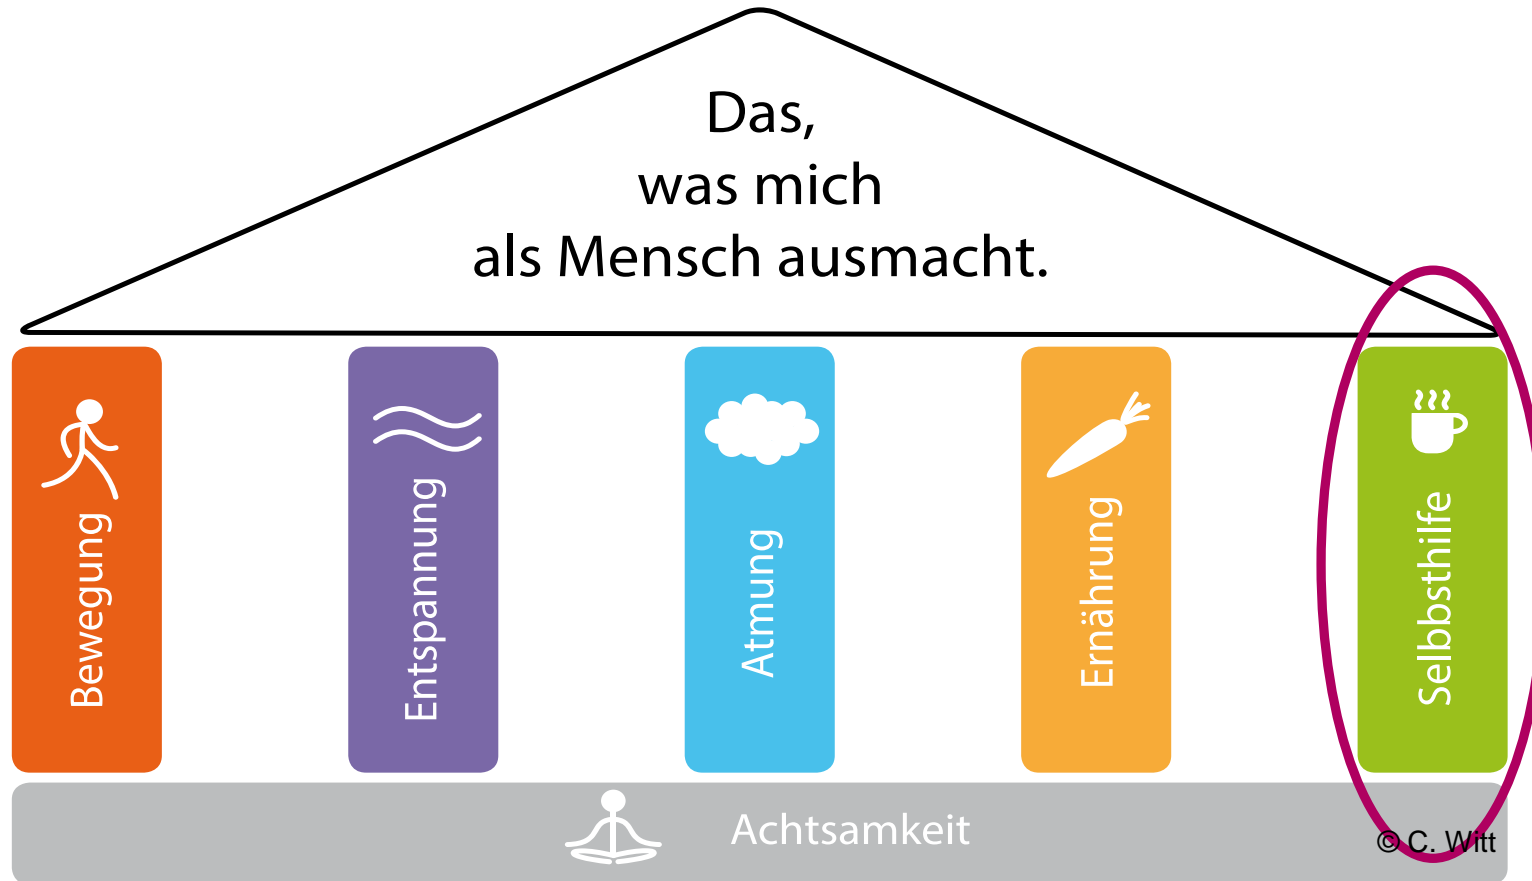 Das,
was mich
als Mensch ausmacht.
Bewegung
Entspannung
Atmung
Ernährung
Selbbsthilfe
Achtsamkeit
© C. Witt